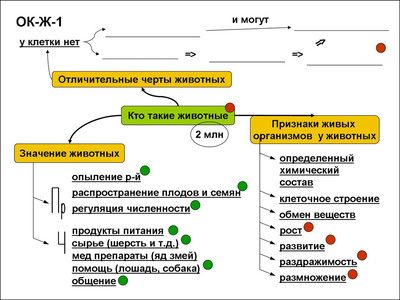 ОК-Ж-1
и могут
у клетки нет
=>
=>
=>
Отличительные черты животных
Кто такие животные
2 млн
Признаки живых
организмов у животных
Значение животных
опыление р-й
распространение плодов и семян
Пр
регуляция численности
продукты питания
Ч
сырье (шерсть и т.д.)
мед препараты (яд змей)
помощь (лошадь, собака)
общение
определенный
химический
состав
клеточное строение
обмен веществ
рост
развитие
раздражимость
размножение